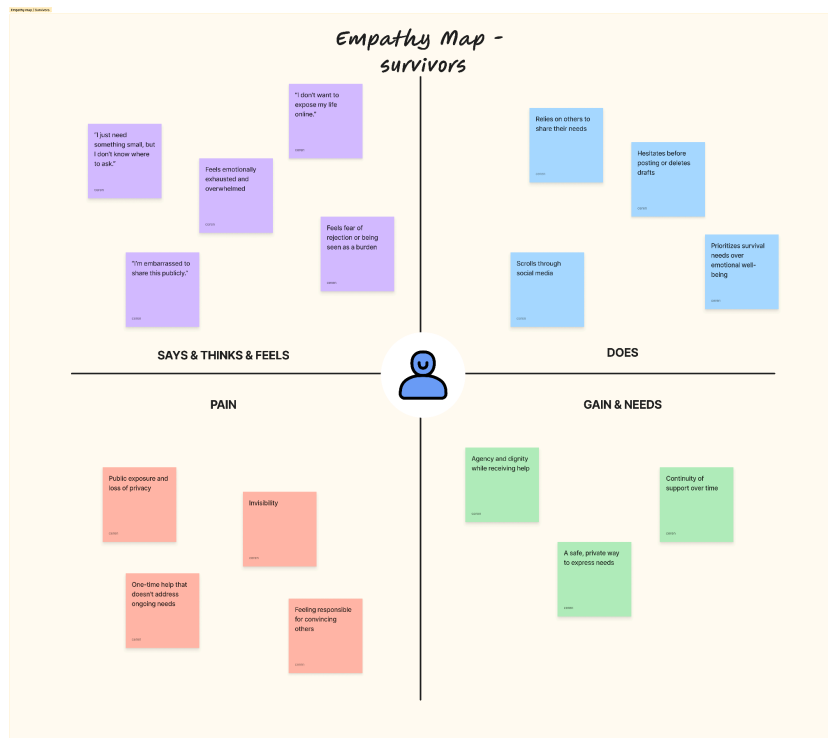 Empathy Map / Survivors
Empathy Map -
survivors
"I don't want to
expose my life
online."
"I just need
something small, but
I don't know where
to ask."
Feels emotionally
exhausted and
overwhelmed
Feels fear of
rejection or being
seen as a burden
"I'm embarrassed to
share this publicly."
SAYS & THINKS & FEELS
Relies on others to
share their needs
Hesitates before
posting or deletes
drafts
Prioritizes survival
needs over
emotional well-
being
Scrolls through
social media
DOES
PAIN
Public exposure and
loss of privacy
Invisibility
One-time help that
doesn't address
ongoing needs
Feeling responsible
for convincing
others
GAIN & NEEDS
Agency and dignity
while receiving help
Continuity of
support over time
A safe, private way
to express needs